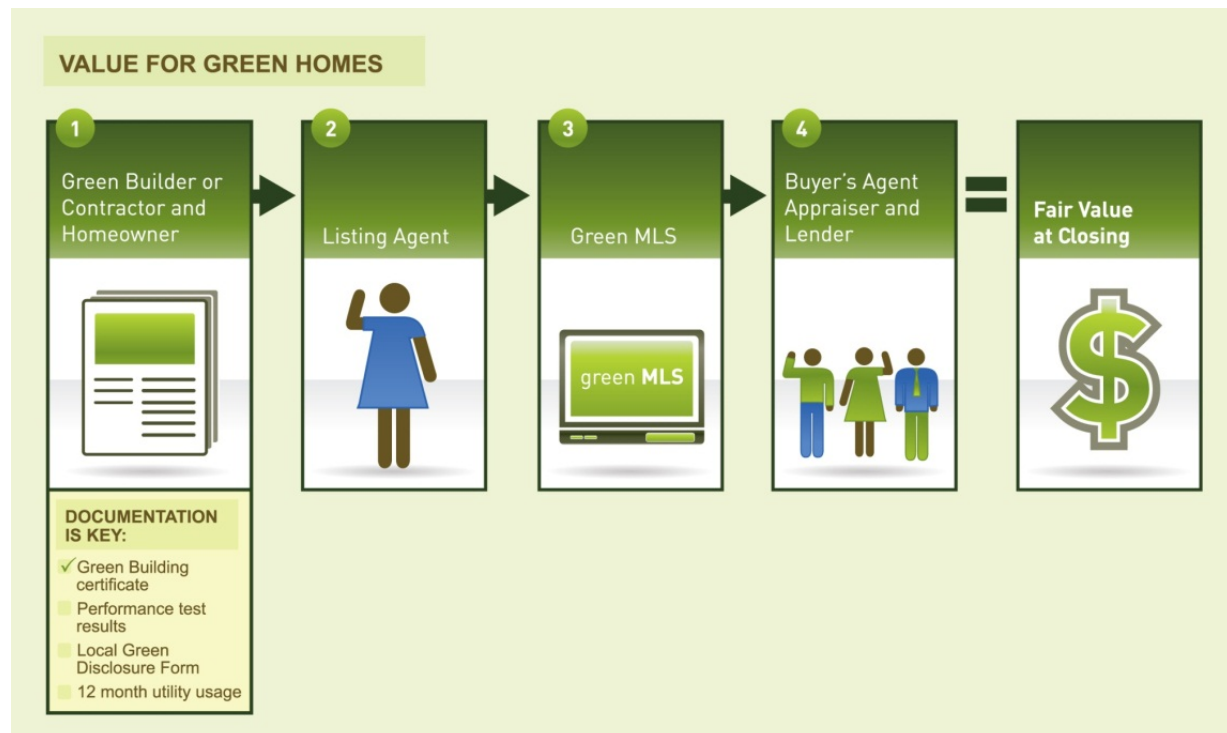 VALUE FOR GREEN HOMES
1
Green Builder or
Contractor and
Homeowner
2
Listing Agent
3
Green MLS
green MLS
4
Buyer's Agent
Appraiser and
Lender
Fair Value
at Closing
DOCUMENTATION
IS KEY:
Green Building
certificate
Performance test
results
Local Green
Disclosure Form
12 month utility usage